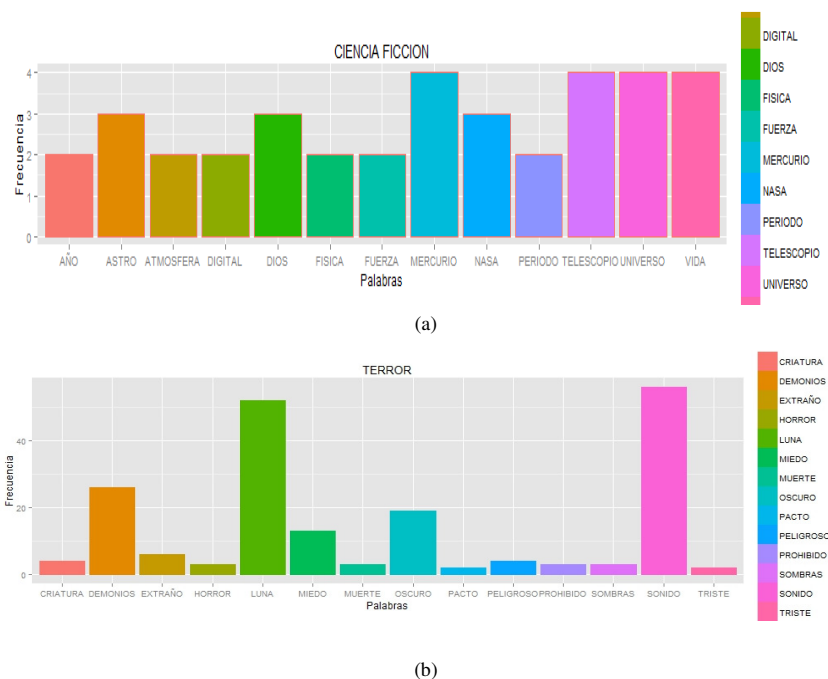 CIENCIA FICCION
Frecuencia
4
3
2
1
0
AÑO ASTRO ATMOSFERA DIGITAL DIOS FISICA FUERZA MERCURIO NASA PERIODO TELESCOPIO UNIVERSO VIDA
Palabras
DIGITAL
DIOS
FISICA
FUERZA
MERCURIO
NASA
PERIODO
TELESCOPIO
UNIVERSO
(a)
TERROR
Frecuencia
40
20
0
CRIATURA DEMONIOS EXTRAÑO HORROR LUNA MIEDO MUERTE OSCURO PACTO PELIGROSO PROHIBIDO SOMBRAS SONIDO TRISTE
Palabras
CRIATURA
DEMONIOS
EXTRAÑO
HORROR
LUNA
MIEDO
MUERTE
OSCURO
PACTO
PELIGROSO
PROHIBIDO
SOMBRAS
SONIDO
TRISTE
(b)